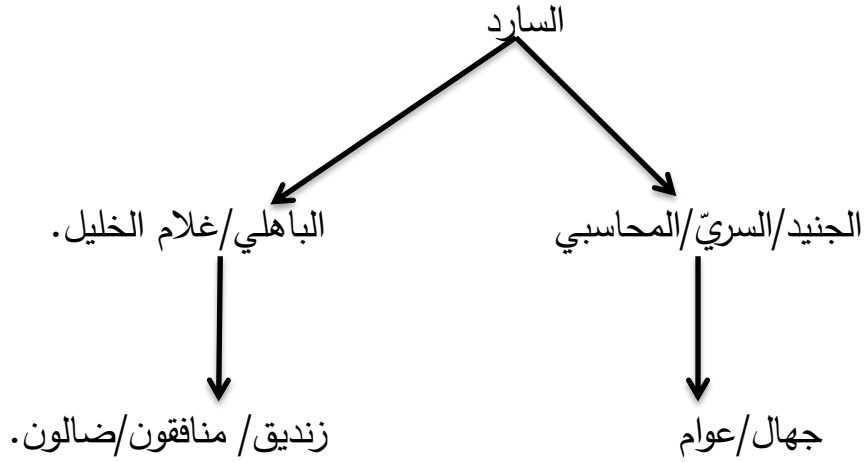 السارد
الجنيد/السريّ/المحاسبي
الباهلي/غلام الخليل.
جهال/عوام
زنديق/ منافقون/ضالون.